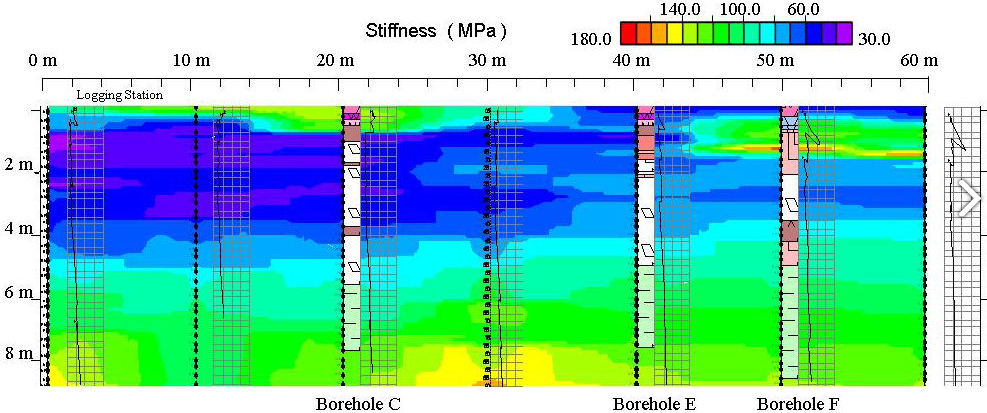 140.0 100.0 60.0
Stiffness ( MPa )
180.0 30.0
0 m 10 m 20 m 30 m 40 m 50 m 60 m
Logging Station
2 m
4 m
6 m
8 m
Borehole C Borehole E Borehole F